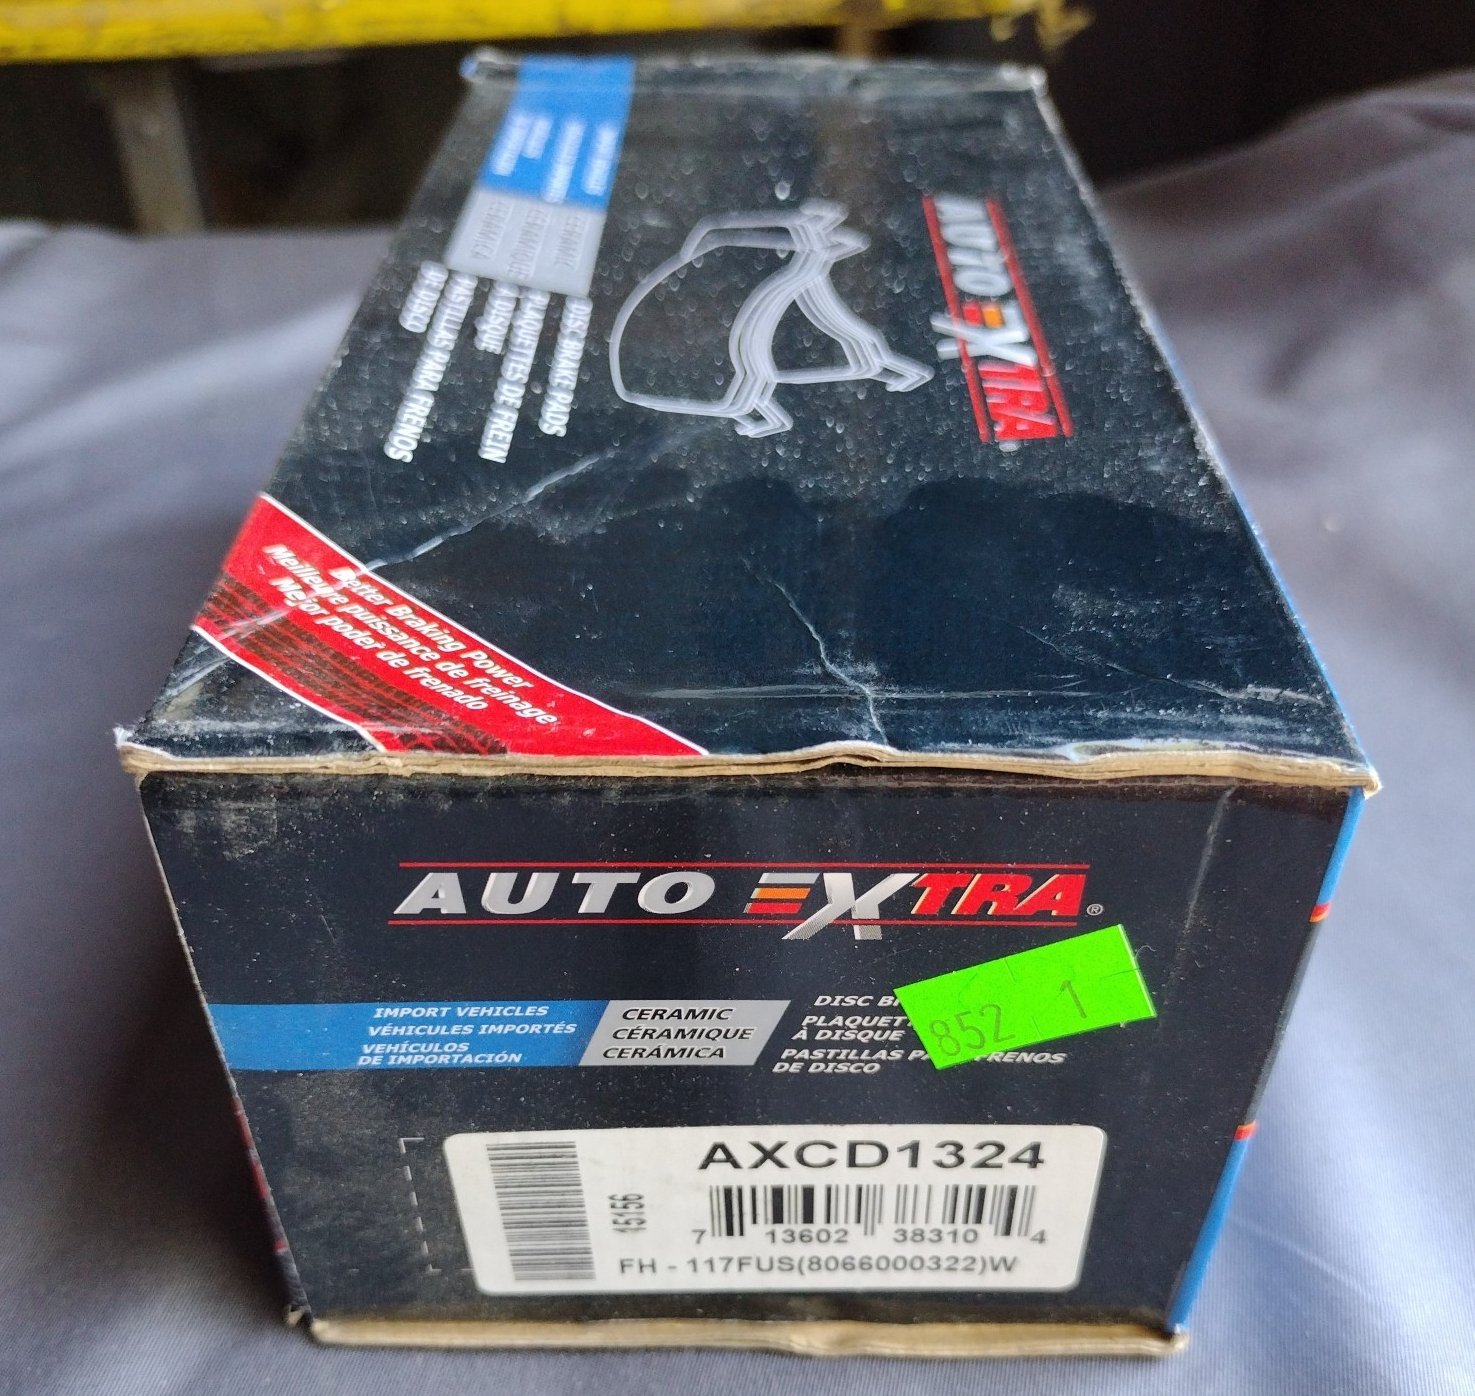 IMPORT VEHICLES
CERAMIC
CÉRAMIQUE
CERÁMICA
DISC BRAKE PADS
PLAQUETTES DE FREIN
À DISQUE
PASTILLAS PARA FRENOS
DE DISCO
AUTO EXTRA®
Better Braking Power
Meilleure puissance de freinage
Mejor poder de frenado
AUTO EXTRA®
IMPORT VEHICLES
VÉHICULES IMPORTÉS
VEHÍCULOS
DE IMPORTACIÓN
CERAMIC
CÉRAMIQUE
CERÁMICA
DISC
PLAQUET
À DISQUE
PASTILLAS PA FRENOS
DE DISCO
852 1
AXCD1324
15156
7 13602 38310 4
FH - 117FUS(8066000322)W